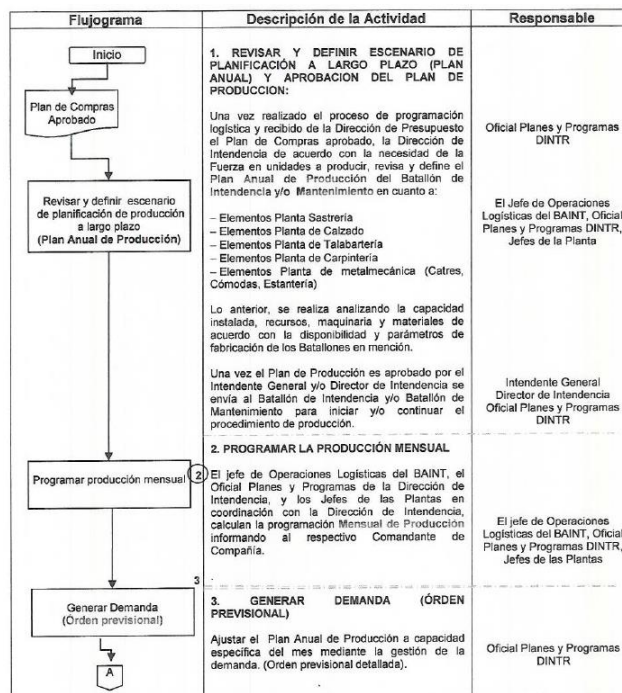 Flujograma
Descripción de la Actividad
Responsable
Inicio
Plan de Compras
Aprobado
Revisar y definir escenario
de planificación de producción
a largo plazo
(Plan Anual de Producción)
Programar producción mensual
2
3
Generar Demanda
(Órden previsional)
A
1. REVISAR Y DEFINIR ESCENARIO DE
PLANIFICACIÓN A LARGO PLAZO (PLAN
ANUAL) Y APROBACION DEL PLAN DE
PRODUCCION:
Una vez realizado el proceso de programación
logística y recibido de la Dirección de Presupuesto
el Plan de Compras aprobado, la Dirección de
Intendencia de acuerdo con la necesidad de la
Fuerza en unidades a producir, revisa y define el
Plan Anual de Producción del Batallón de
Intendencia y/o Mantenimiento en cuanto a:
– Elementos Planta Sastrería
– Elementos Planta de Calzado
– Elementos Planta de Talabartería
– Elementos Planta de Carpintería
– Elementos Planta de metalmecánica (Catres,
Cómodas, Estantería)
Lo anterior, se realiza analizando la capacidad
instalada, recursos, maquinaria y materiales de
acuerdo con la disponibilidad y parámetros de
fabricación de los Batallones en mención.
Una vez el Plan de Producción es aprobado por el
Intendente General y/o Director de Intendencia se
envía al Batallón de Intendencia y/o Batallón de
Mantenimiento para iniciar y/o continuar el
procedimiento de producción.
2. PROGRAMAR LA PRODUCCIÓN MENSUAL
El jefe de Operaciones Logísticas del BAINT, el
Oficial Planes y Programas de la Dirección de
Intendencia, y los Jefes de las Plantas en
coordinación con la Dirección de Intendencia,
calculan la programación Mensual de Producción
informando al respectivo Comandante de
Compañía.
3. GENERAR DEMANDA (ÓRDEN
PREVISIONAL)
Ajustar el Plan Anual de Producción a capacidad
específica del mes mediante la gestión de la
demanda. (Orden previsional detallada).
Oficial Planes y Programas
DINTR
El Jefe de Operaciones
Logísticas del BAINT, Oficial
Planes y Programas DINTR,
Jefes de la Planta
Intendente General
Director de Intendencia
Oficial Planes y Programas
DINTR
El jefe de Operaciones
Logísticas del BAINT, Oficial
Planes y Programas DINTR,
Jefes de las Plantas
Oficial Planes y Programas
DINTR